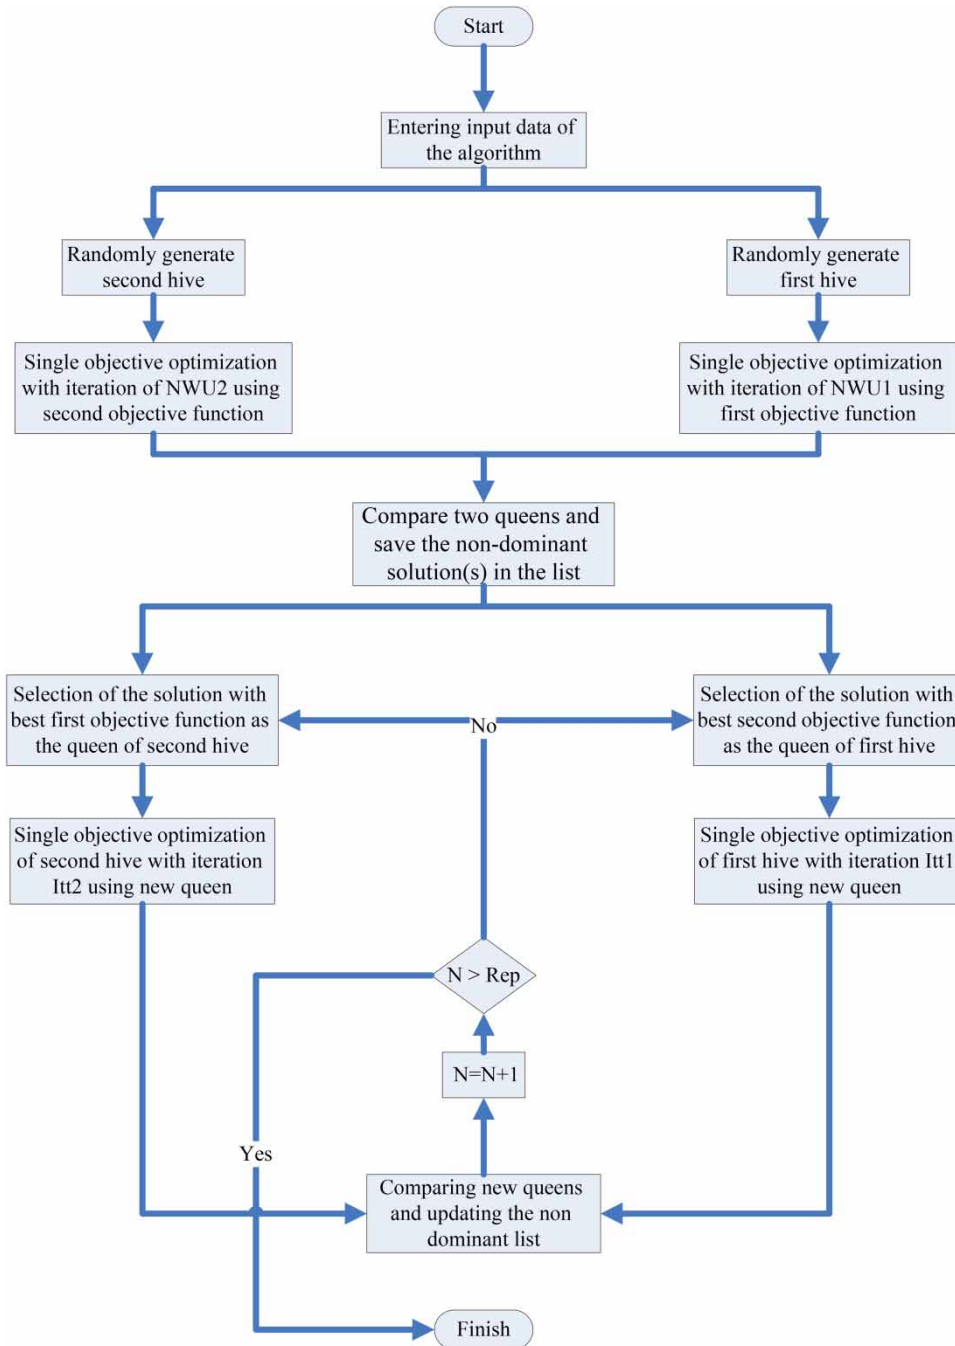 Start
Entering input data of
the algorithm
Randomly generate
second hive
Randomly generate
first hive
Single objective optimization
with iteration of NWU2 using
second objective function
Single objective optimization
with iteration of NWU1 using
first objective function
Compare two queens and
save the non-dominant
solution(s) in the list
Selection of the solution with
best first objective function as
the queen of second hive
No
Selection of the solution with
best second objective function
as the queen of first hive
Single objective optimization
of second hive with iteration
Itt2 using new queen
Single objective optimization
of first hive with iteration Itt1
using new queen
N > Rep
N=N+1
Yes
Comparing new queens
and updating the non
dominant list
Finish